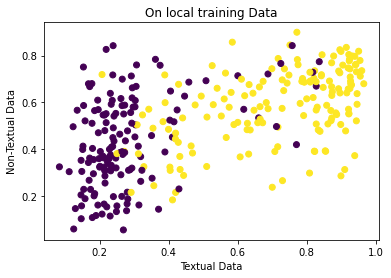 On local training Data
Non-Textual Data
0.8
0.6
0.4
0.2
0.2 0.4 0.6 0.8 1.0
Textual Data